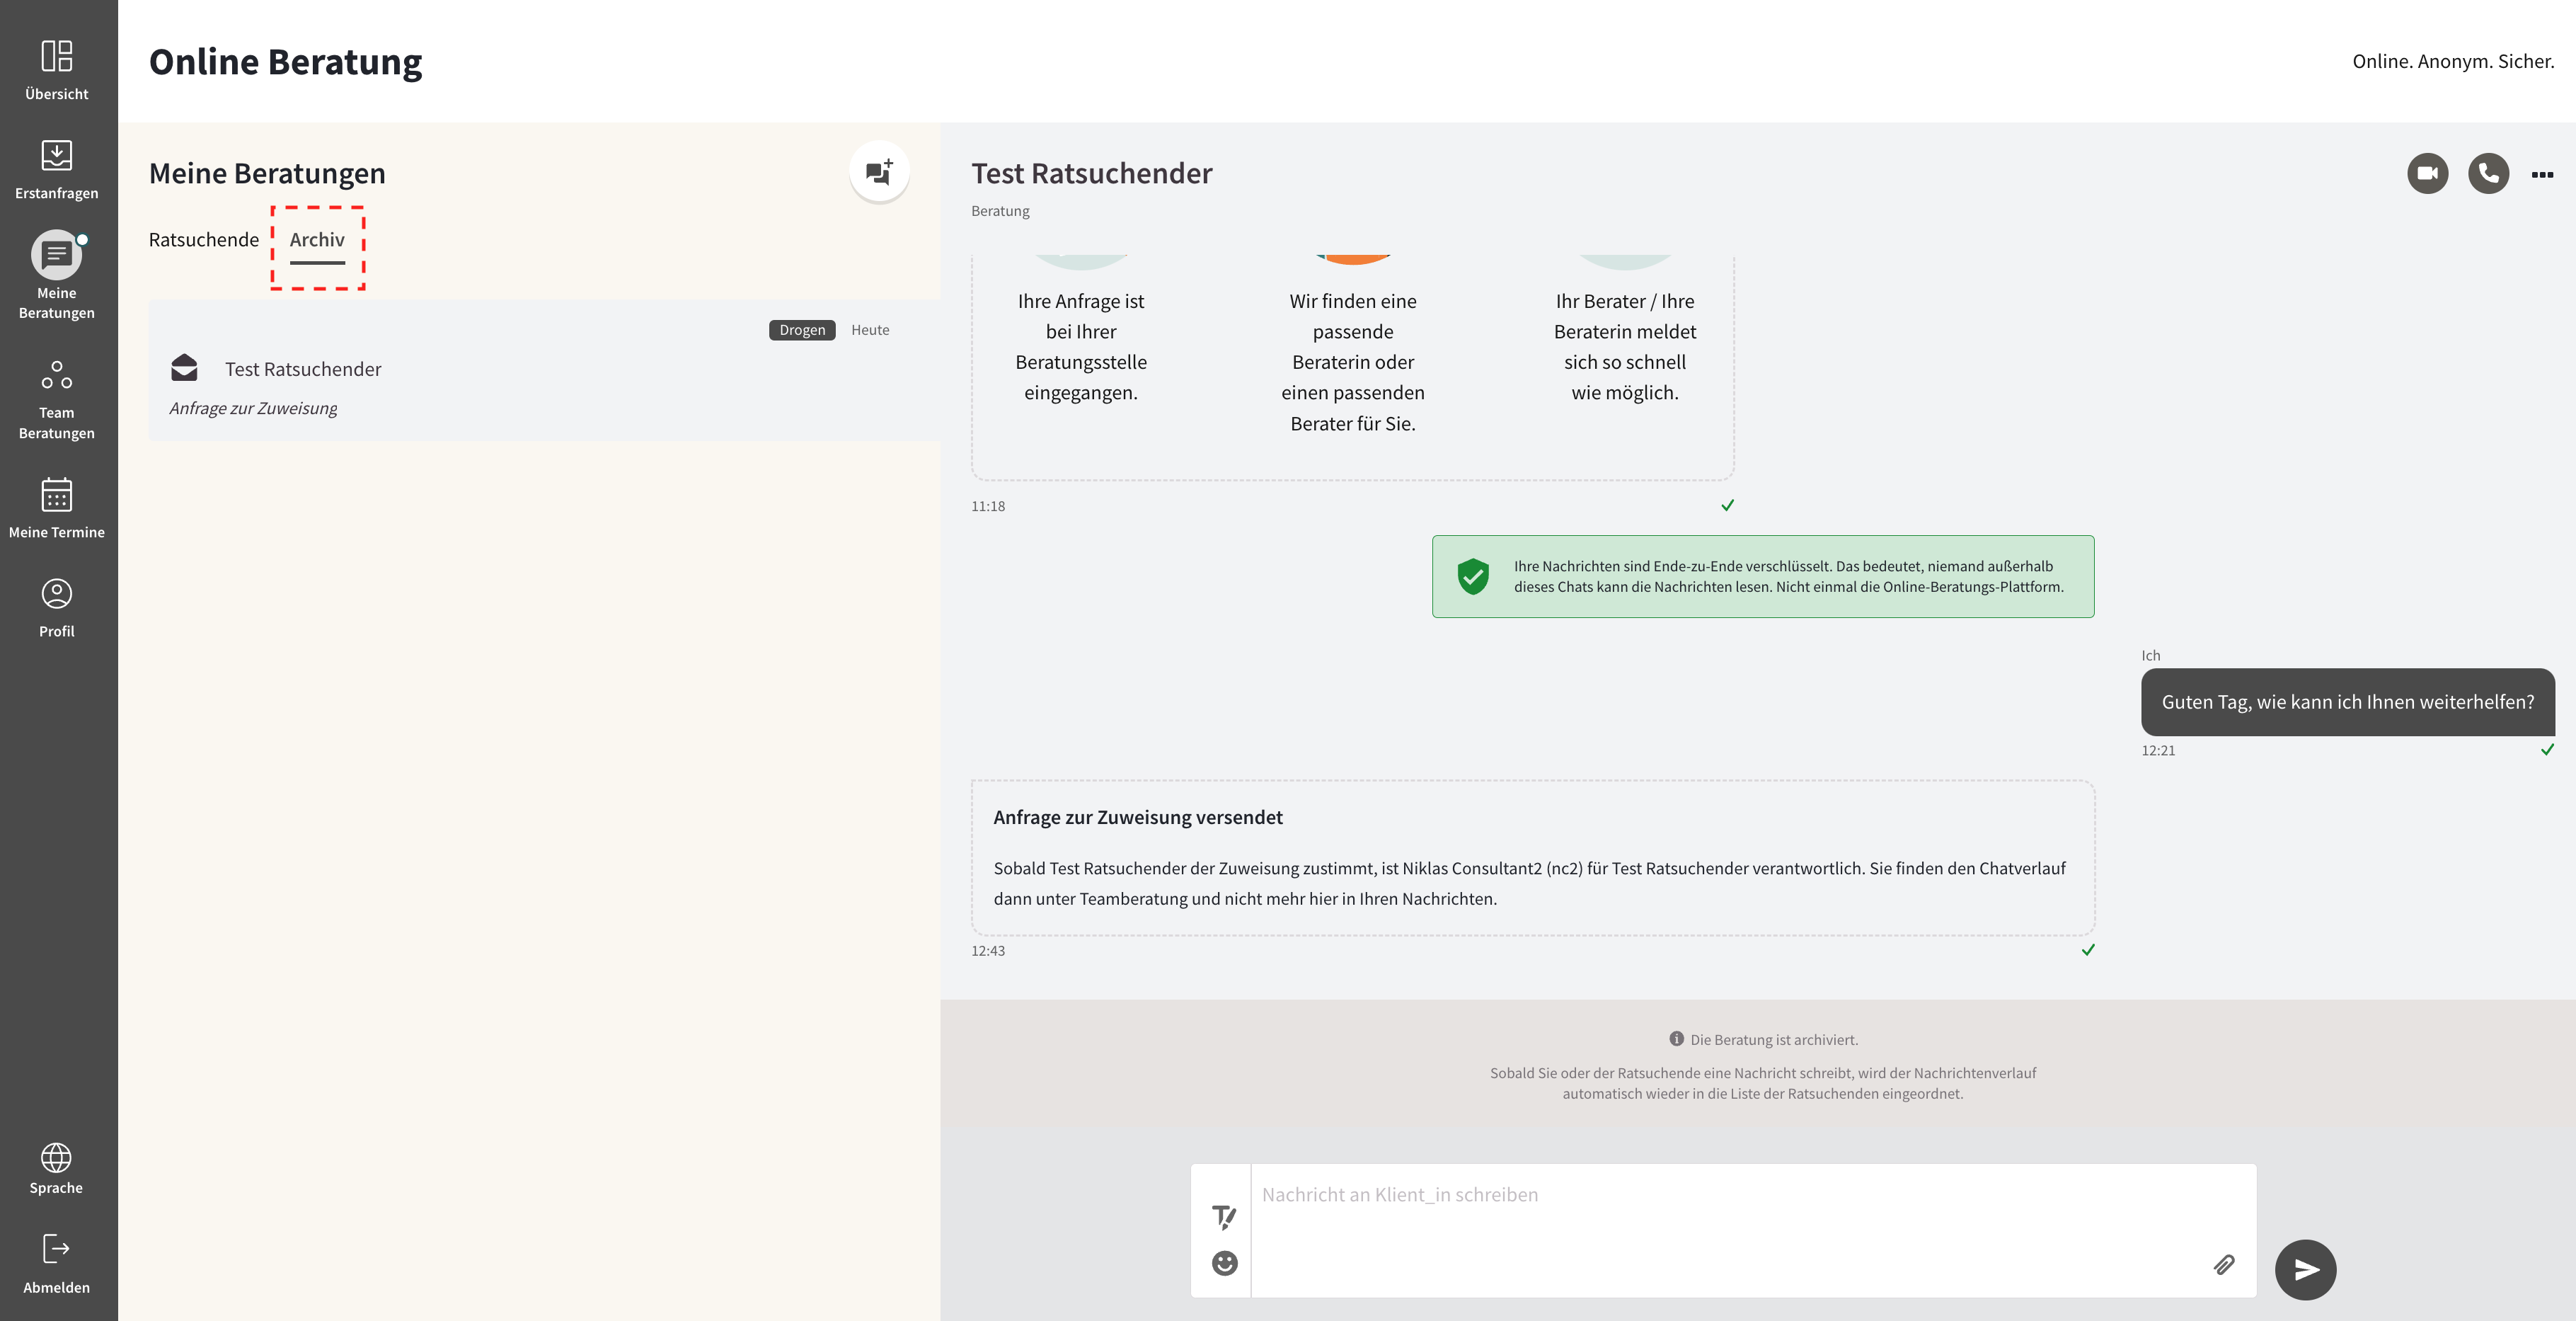 Übersicht
Erstanfragen
Meine
Beratungen
Team
Beratungen
Meine Termine
Profil
Sprache
Abmelden
Online Beratung
Online. Anonym. Sicher.
Meine Beratungen
Ratsuchende
Archiv
Drogen
Heute
Test Ratsuchender
Anfrage zur Zuweisung
Test Ratsuchender
Beratung
Ihre Anfrage ist
bei Ihrer
Beratungsstelle
eingegangen.
Wir finden eine
passende
Beraterin oder
einen passenden
Berater für Sie.
Ihr Berater / Ihre
Beraterin meldet
sich so schnell
wie möglich.
11:18
Ihre Nachrichten sind Ende-zu-Ende verschlüsselt. Das bedeutet, niemand außerhalb
dieses Chats kann die Nachrichten lesen. Nicht einmal die Online-Beratungs-Plattform.
Ich
Guten Tag, wie kann ich Ihnen weiterhelfen?
12:21
Anfrage zur Zuweisung versendet
Sobald Test Ratsuchender der Zuweisung zustimmt, ist Niklas Consultant2 (nc2) für Test Ratsuchender verantwortlich. Sie finden den Chatverlauf
dann unter Teamberatung und nicht mehr hier in Ihren Nachrichten.
12:43
Die Beratung ist archiviert.
Sobald Sie oder der Ratsuchende eine Nachricht schreibt, wird der Nachrichtenverlauf
automatisch wieder in die Liste der Ratsuchenden eingeordnet.
Nachricht an Klient_in schreiben